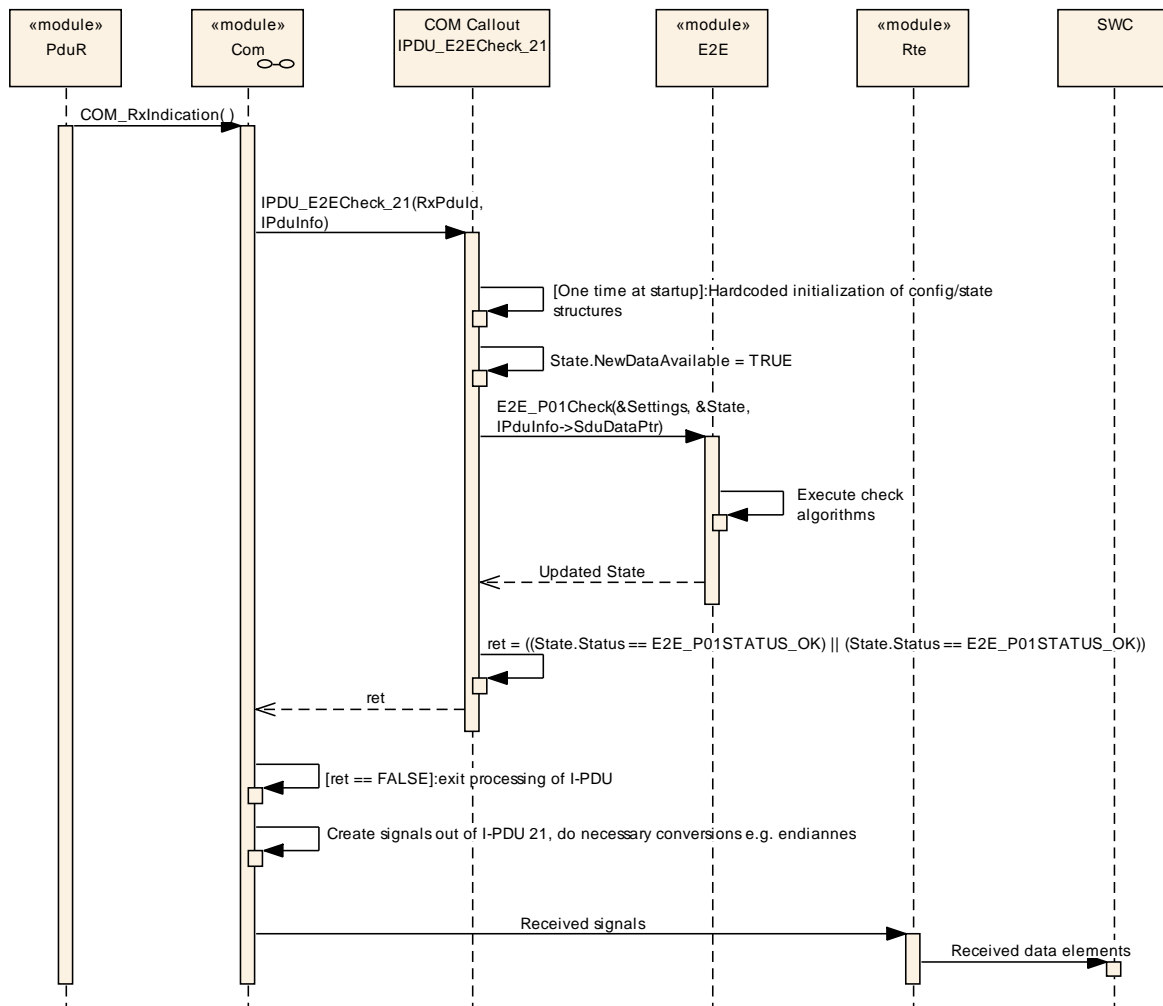 «module»
PduR
«module»
Com
COM Callout
IPDU_E2ECheck_21
«module»
E2E
«module»
Rte
SWC
COM_RxIndication( )
IPDU_E2ECheck_21(RxPduId,
IPduInfo)
[One time at startup]:Hardcoded initialization of config/state
structures
State.NewDataAvailable = TRUE
E2E_P01Check(&Settings, &State,
IPduInfo->SduDataPtr)
Execute check
algorithms
Updated State
ret = ((State.Status == E2E_P01STATUS_OK) || (State.Status == E2E_P01STATUS_OK))
ret
[ret == FALSE]:exit processing of I-PDU
Create signals out of I-PDU 21, do necessary conversions e.g. endiannes
Received signals
Received data elements